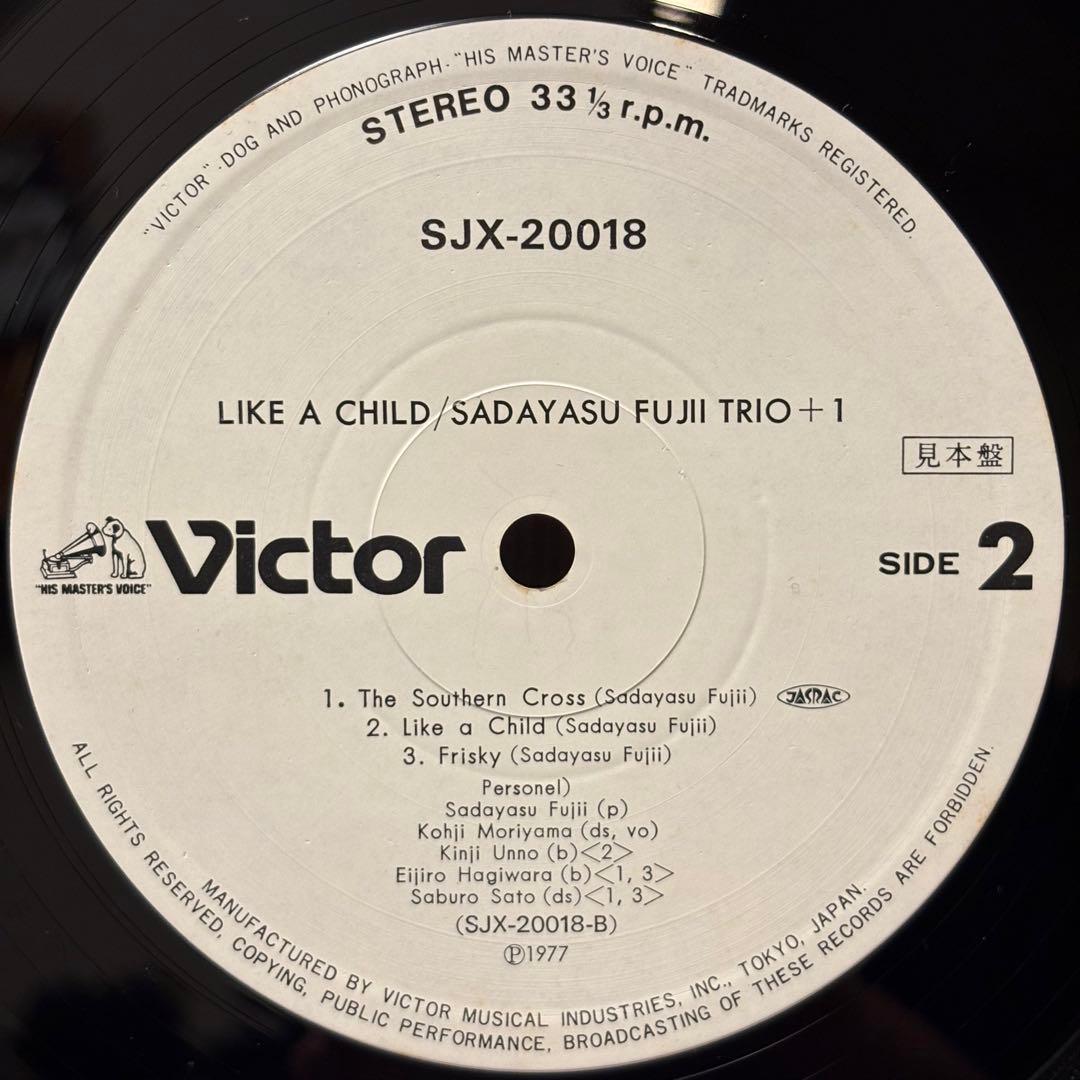 "VICTOR"-DOG AND PHONOGRAPH-"HIS MASTER'S VOICE" TRADMARKS REGISTERED.
STEREO 33 1/3 r.p.m.
SJX-20018
LIKE A CHILD/SADAYASU FUJII TRIO+1
見本盤
"HIS MASTER'S VOICE"
Victor
SIDE 2
1. The Southern Cross (Sadayasu Fujii) JASRAC
2. Like a Child (Sadayasu Fujii)
3. Frisky (Sadayasu Fujii)
Personel)
Sadayasu Fujii (p)
Kohji Moriyama (ds, vo)
Kinji Unno (b)<2>
Eijiro Hagiwara (b)<1, 3>
Saburo Sato (ds)<1, 3>
(SJX-20018-B)
Ⓟ1977
MANUFACTURED BY VICTOR MUSICAL INDUSTRIES, INC., TOKYO, JAPAN.
ALL RIGHTS RESERVED, COPYING, PUBLIC PERFORMANCE, BROADCASTING OF THESE RECORDS ARE FORBIDDEN.